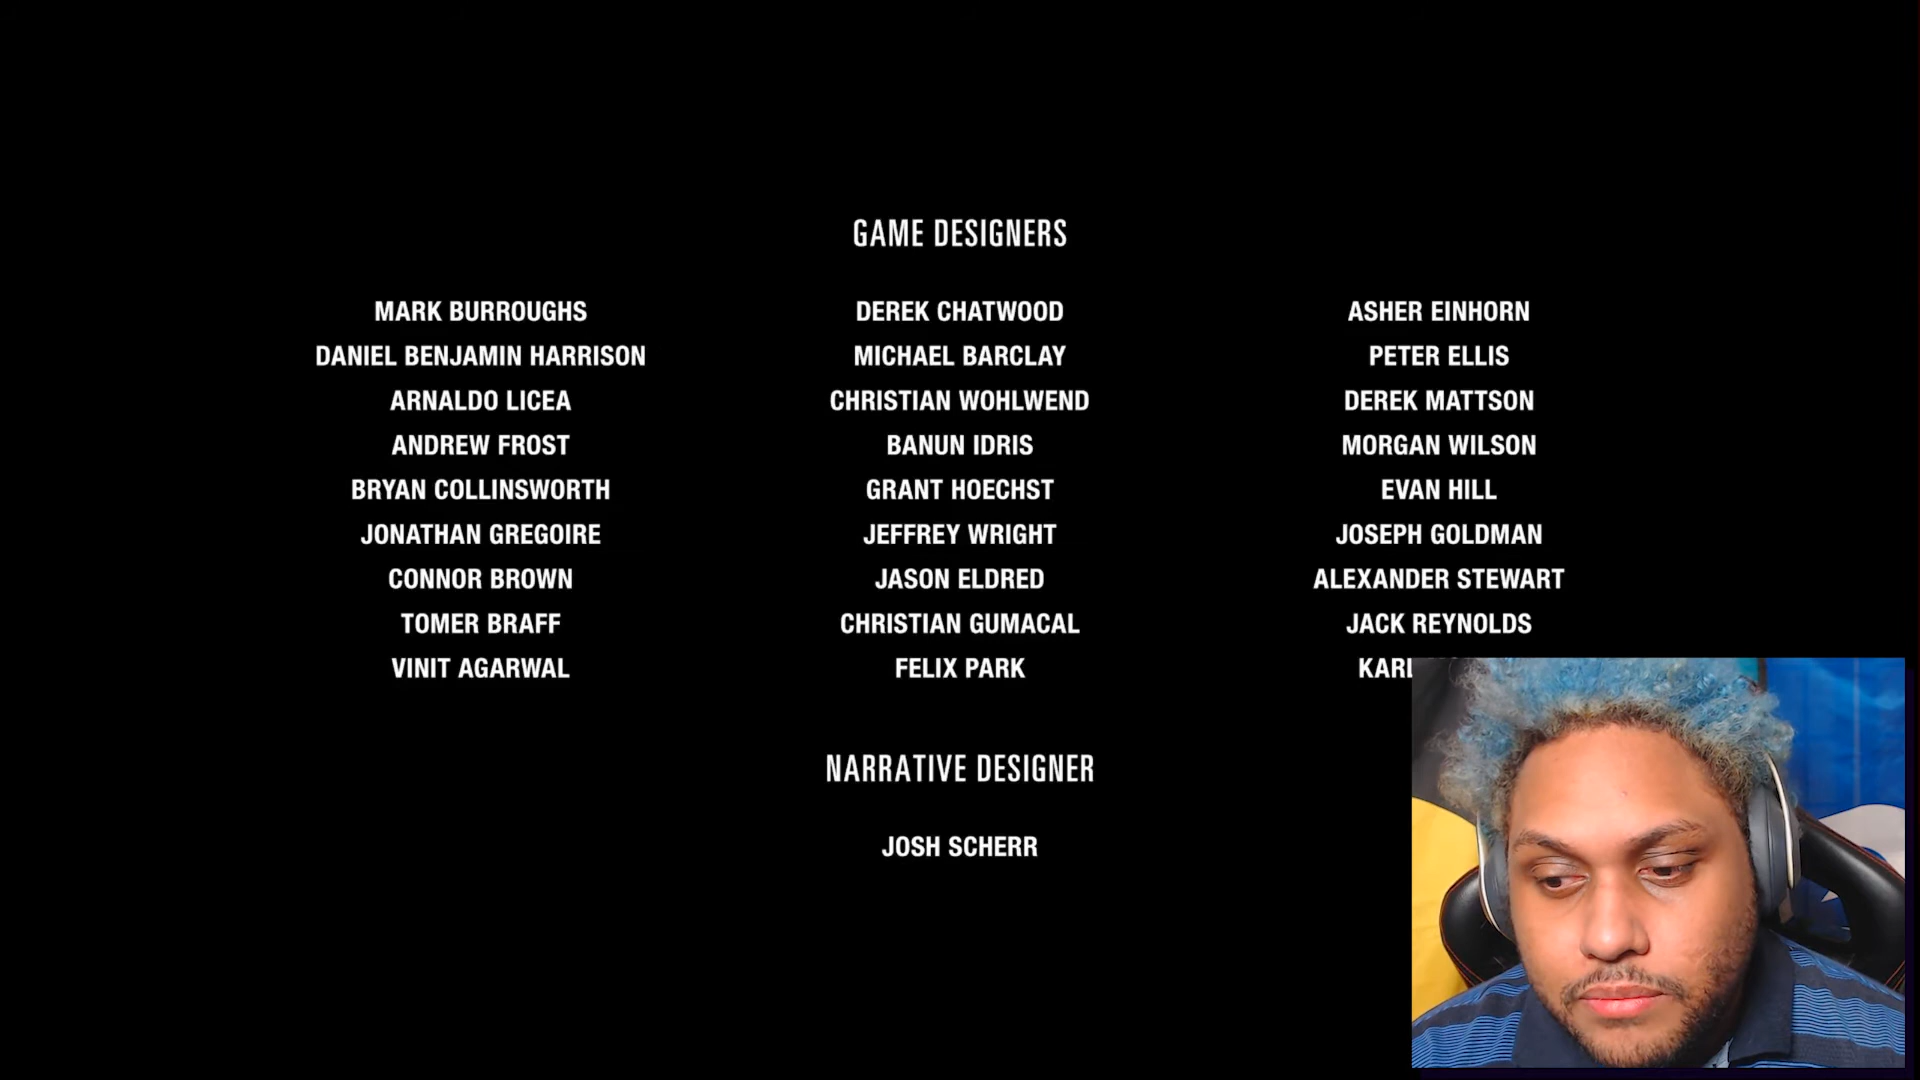 GAME DESIGNERS
MARK BURROUGHS DEREK CHATWOOD ASHER EINHORN
DANIEL BENJAMIN HARRISON MICHAEL BARCLAY PETER ELLIS
ARNALDO LICEA CHRISTIAN WOHLWEND DEREK MATTSON
ANDREW FROST BANUN IDRIS MORGAN WILSON
BRYAN COLLINSWORTH GRANT HOECHST EVAN HILL
JONATHAN GREGOIRE JEFFREY WRIGHT JOSEPH GOLDMAN
CONNOR BROWN JASON ELDRED ALEXANDER STEWART
TOMER BRAFF CHRISTIAN GUMACAL JACK REYNOLDS
VINIT AGARWAL FELIX PARK KARL
NARRATIVE DESIGNER
JOSH SCHERR